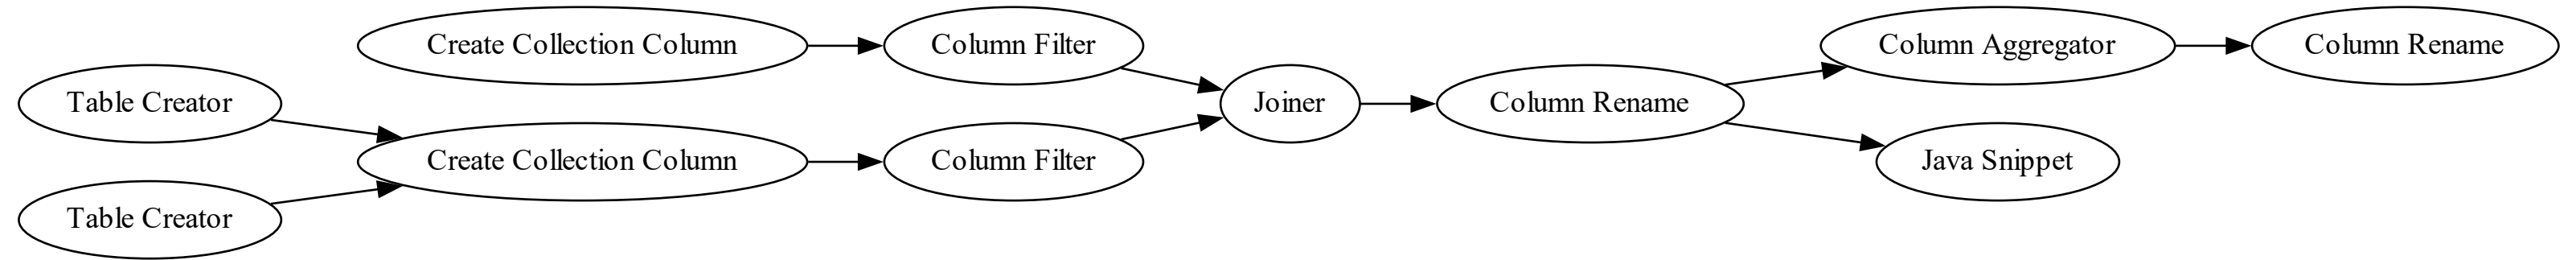 Create Collection Column
Column Filter
Column Aggregator
Column Rename
Table Creator
Joiner
Column Rename
Create Collection Column
Column Filter
Java Snippet
Table Creator